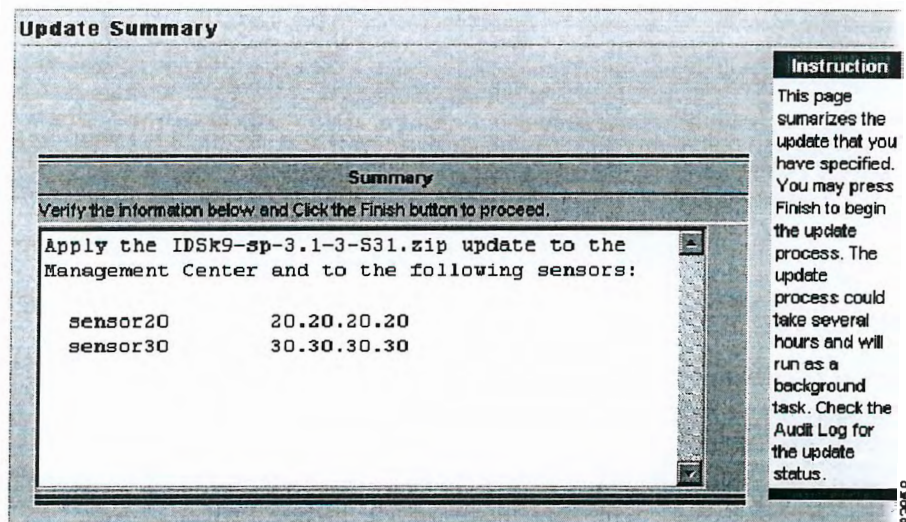 Update Summary
Summary
Verify the information below and Click the Finish button to proceed.
Apply the IDSk9-sp-3.1-3-S31.zip update to the
Management Center and to the following sensors:
sensor20 20.20.20.20
sensor30 30.30.30.30
Instruction
This page
sumarizes the
update that you
have specified.
You may press
Finish to begin
the update
process. The
update
process could
take several
hours and will
run as a
background
task. Check the
Audit Log for
the update
status.